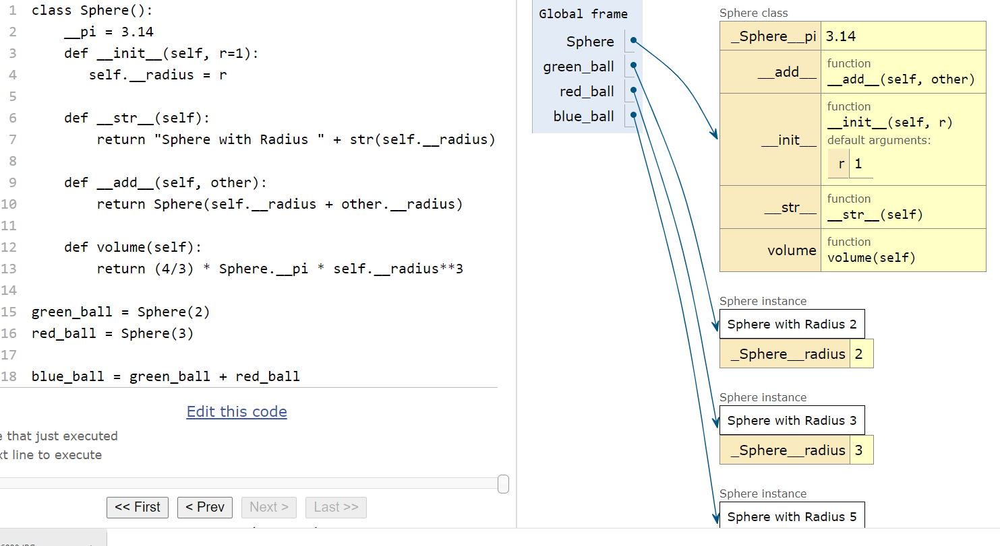 1 class Sphere():
2 __pi = 3.14
3 def __init__(self, r=1):
4 self.__radius = r
5
6 def __str__(self):
7 return "Sphere with Radius " + str(self.__radius)
8
9 def __add__(self, other):
10 return Sphere(self.__radius + other.__radius)
11
12 def volume(self):
13 return (4/3) * Sphere.__pi * self.__radius**3
14
15 green_ball = Sphere(2)
16 red_ball = Sphere(3)
17
18 blue_ball = green_ball + red_ball
Edit this code
that just executed
line to execute
<< First < Prev Next > Last >>
Global frame
Sphere
green_ball
red_ball
blue_ball
Sphere class
_Sphere__pi 3.14
__add__ function
__add__(self, other)
__init__ function
__init__(self, r)
default arguments:
r 1
__str__ function
__str__(self)
volume function
volume(self)
Sphere instance
Sphere with Radius 2
_Sphere__radius 2
Sphere instance
Sphere with Radius 3
_Sphere__radius 3
Sphere instance
Sphere with Radius 5